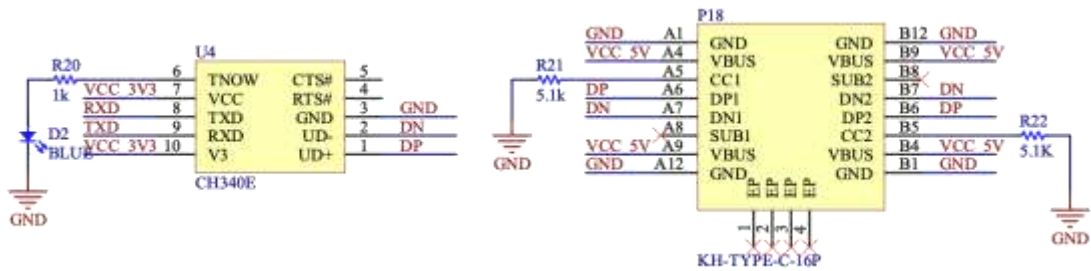 U4
R20
1k
D2
BLUE
GND
6 TNOW CTS# 5
VCC 3V3 7 VCC RTS# 4
RXD 8 TXD GND 3 GND
TXD 9 RXD UD- 2 DN
VCC 3V3 10 V3 UD+ 1 DP
CH340E
P18
GND A1 GND GND B12 GND
VCC 5V A4 VBUS VBUS B9 VCC 5V
R21
5.1k
GND
A5 CC1 SUB2 B8
DP A6 DP1 DN2 B7 DN
DN A7 DN1 DP2 B6 DP
A8 SUB1 CC2 B5
R22
5.1K
GND
VCC 5V A9 VBUS VBUS B4 VCC 5V
GND A12 GND GND B1 GND
EP EP EP EP
1 2 3 4
KH-TYPE-C-16P